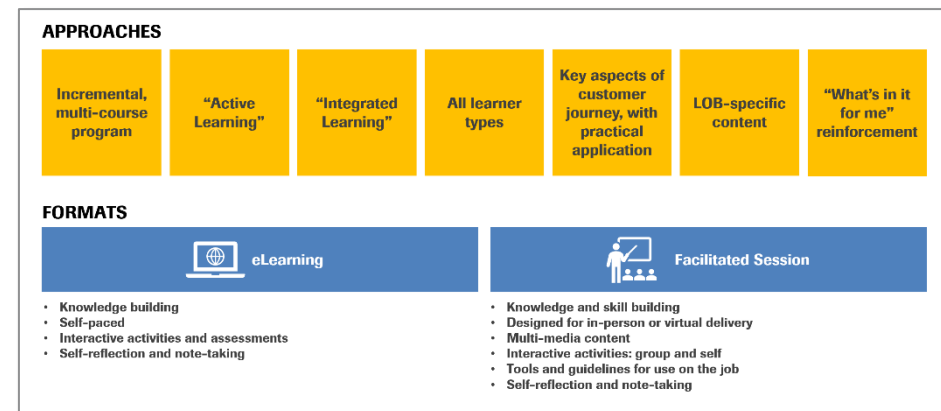 APPROACHES
Incremental,
multi-course
program
“Active
Learning”
“Integrated
Learning”
All learner
types
Key aspects of
customer
journey, with
practical
application
LOB-specific
content
“What’s in it
for me”
reinforcement
FORMATS
eLearning
• Knowledge building
• Self-paced
• Interactive activities and assessments
• Self-reflection and note-taking
Facilitated Session
• Knowledge and skill building
• Designed for in-person or virtual delivery
• Multi-media content
• Interactive activities: group and self
• Tools and guidelines for use on the job
• Self-reflection and note-taking